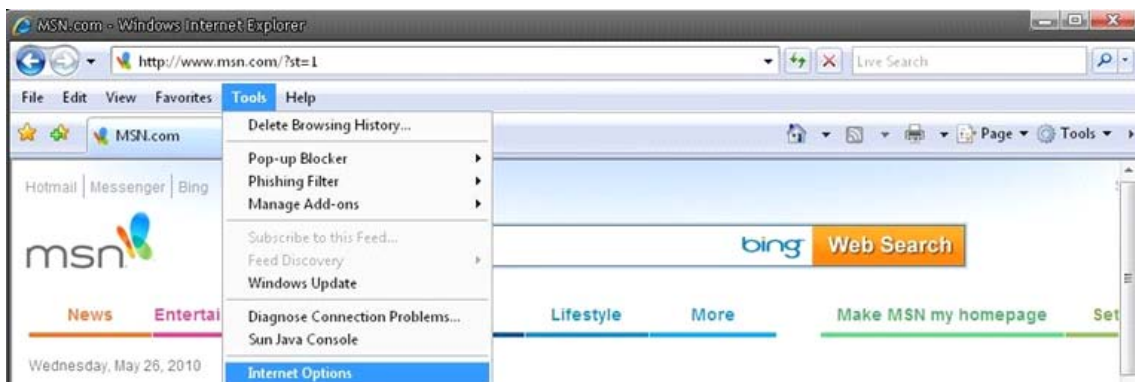 MSN.com - Windows Internet Explorer
http://www.msn.com/?st=1
Live Search
File Edit View Favorites Tools Help
MSN.com
Page Tools
Delete Browsing History...
Pop-up Blocker
Phishing Filter
Manage Add-ons
Subscribe to this Feed...
Feed Discovery
Windows Update
Diagnose Connection Problems...
Sun Java Console
Internet Options
Hotmail | Messenger | Bing
msn
bing Web Search
News Entertai Lifestyle More Make MSN my homepage Set
Wednesday, May 26, 2010